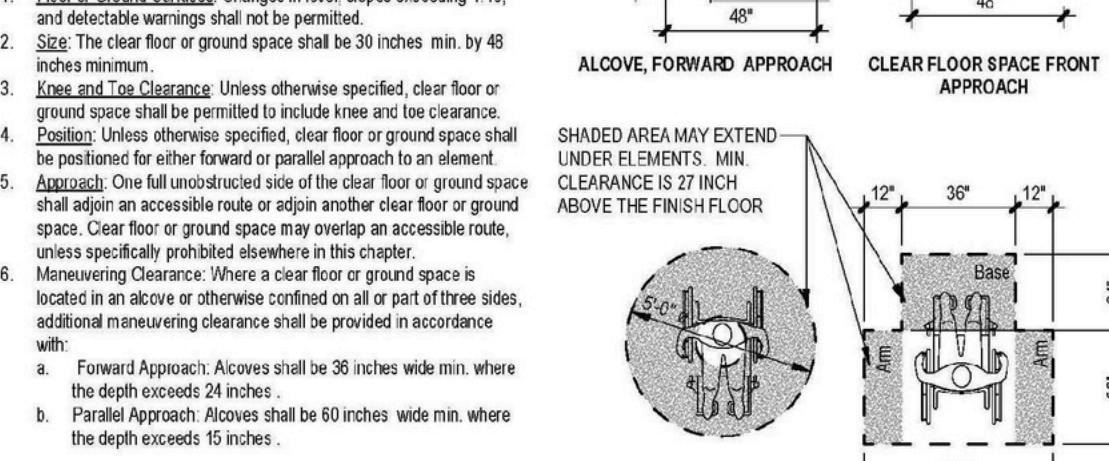 and detectable warnings shall not be permitted.
2. Size: The clear floor or ground space shall be 30 inches min. by 48
inches minimum.
3. Knee and Toe Clearance: Unless otherwise specified, clear floor or
ground space shall be permitted to include knee and toe clearance.
4. Position: Unless otherwise specified, clear floor or ground space shall
be positioned for either forward or parallel approach to an element.
5. Approach: One full unobstructed side of the clear floor or ground space
shall adjoin an accessible route or adjoin another clear floor or ground
space. Clear floor or ground space may overlap an accessible route,
unless specifically prohibited elsewhere in this chapter.
6. Maneuvering Clearance: Where a clear floor or ground space is
located in an alcove or otherwise confined on all or part of three sides,
additional maneuvering clearance shall be provided in accordance
with:
a. Forward Approach: Alcoves shall be 36 inches wide min. where
the depth exceeds 24 inches .
b. Parallel Approach: Alcoves shall be 60 inches wide min. where
the depth exceeds 15 inches .
48"
ALCOVE, FORWARD APPROACH
CLEAR FLOOR SPACE FRONT
APPROACH
SHADED AREA MAY EXTEND
UNDER ELEMENTS. MIN.
CLEARANCE IS 27 INCH
ABOVE THE FINISH FLOOR
12" 36" 12"
5'-0"
Base
Arm
Arm